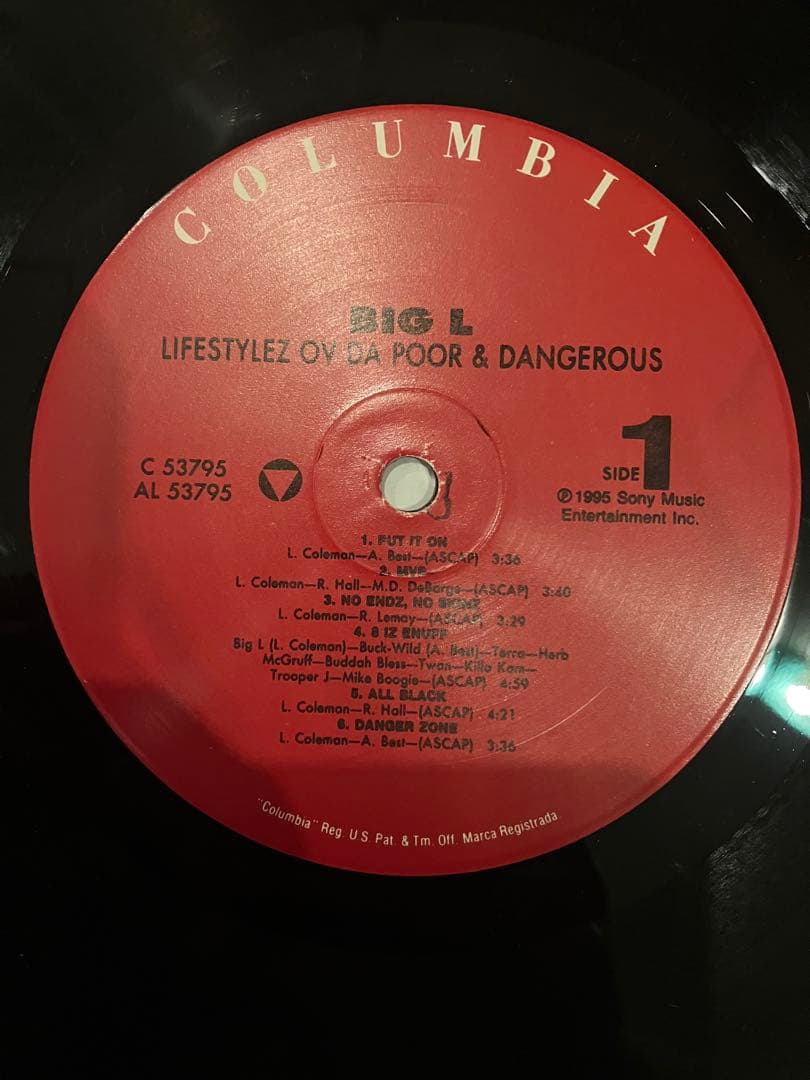 COLUMBIA
BIG L
LIFESTYLEZ OV DA POOR & DANGEROUS
C 53795
AL 53795
SIDE 1
℗ 1995 Sony Music
Entertainment Inc.
1. PUT IT ON
L. Coleman—A. Best—(ASCAP) 3:36
2. MVP
L. Coleman—R. Hall—M.D. DeBarge—(ASCAP) 3:40
3. NO ENDZ, NO SKINZ
L. Coleman—R. Lemay—(ASCAP) 3:29
4. 8 IZ ENUFF
Big L (L. Coleman)—Buck-Wild (A. Best)—Terra—Herb
McGruff—Buddah Bless—Twan—Killa Kam—
Trooper J—Mike Boogie—(ASCAP) 4:59
5. ALL BLACK
L. Coleman—R. Hall—(ASCAP) 4:21
6. DANGER ZONE
L. Coleman—A. Best—(ASCAP) 3:36
"Columbia" Reg. U.S. Pat. & Tm. Off. Marca Registrada.